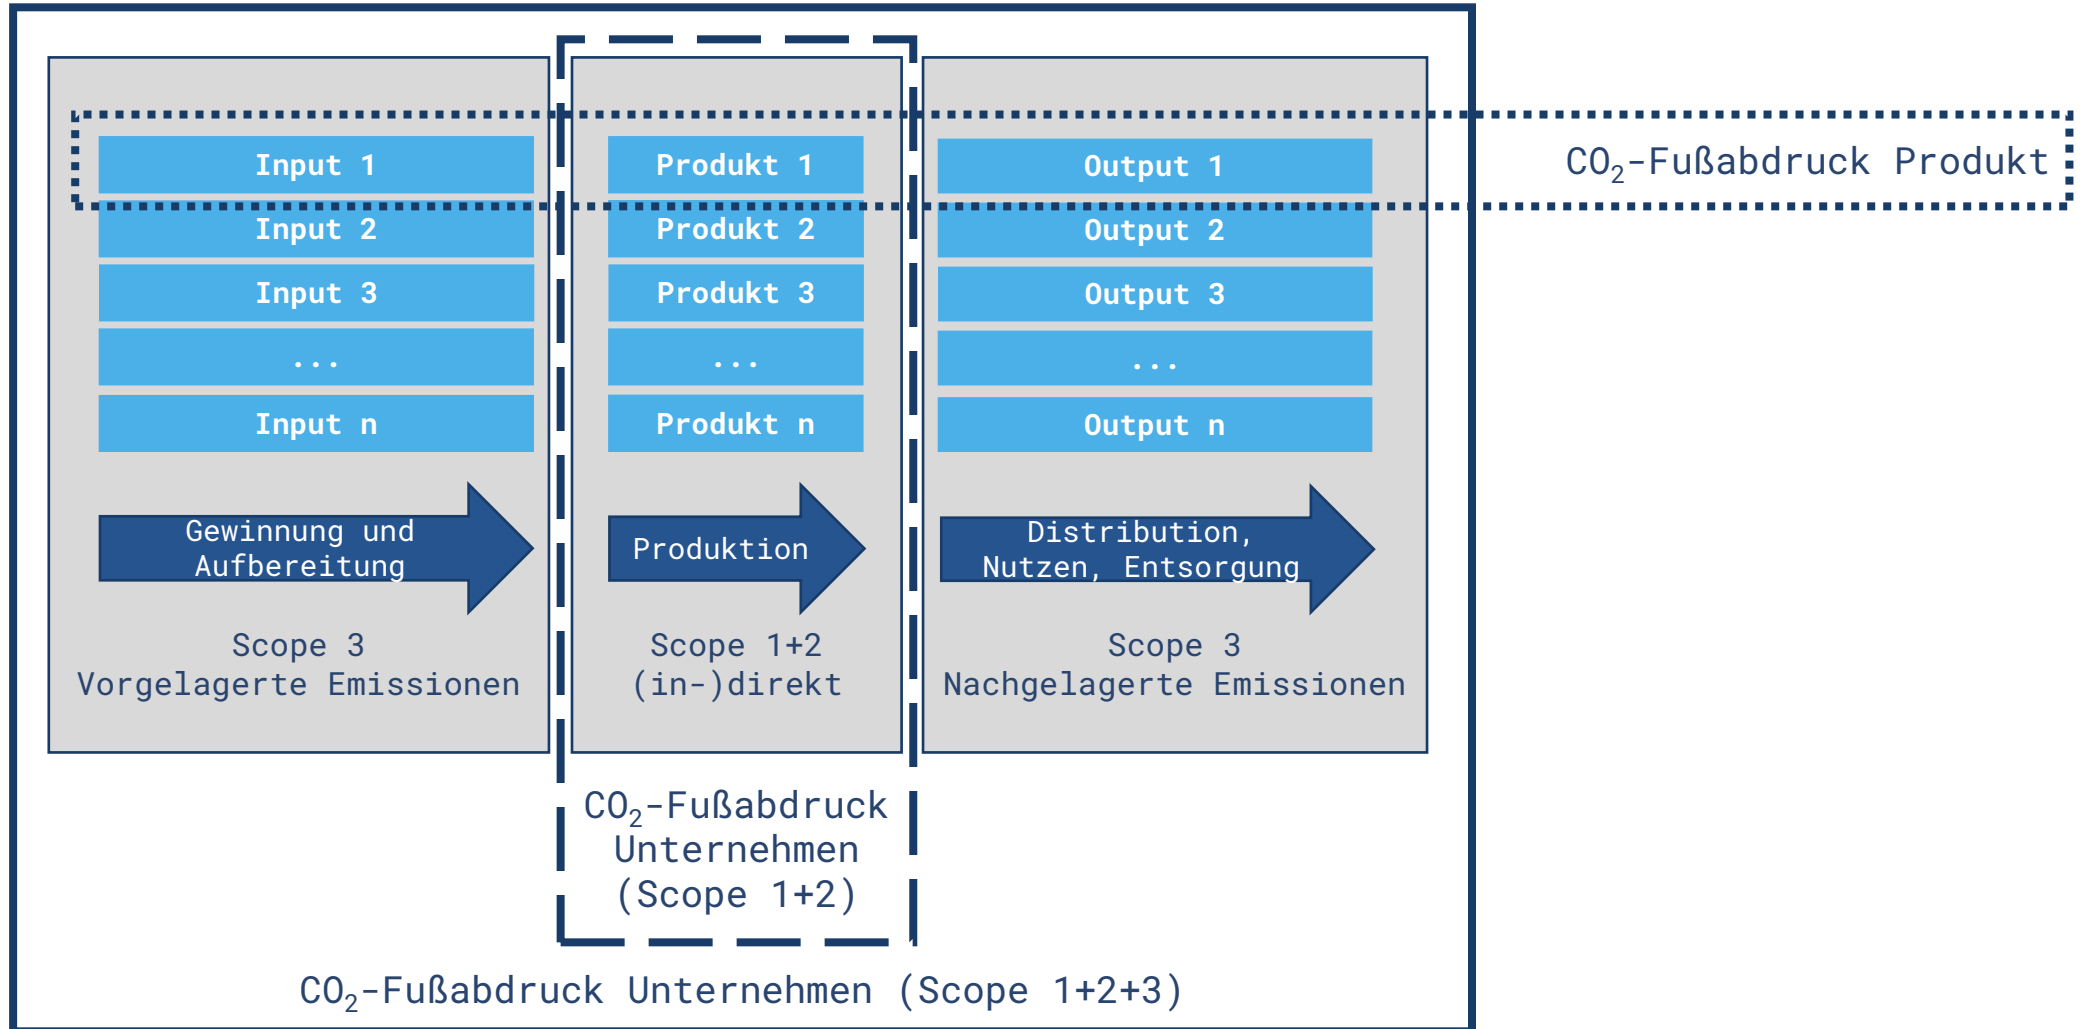 Input 1
Input 2
Input 3
...
Input n
Gewinnung und
Aufbereitung
Scope 3
Vorgelagerte Emissionen
Produkt 1
Produkt 2
Produkt 3
...
Produkt n
Produktion
Scope 1+2
(in-)direkt
CO₂-Fußabdruck
Unternehmen
(Scope 1+2)
Output 1
Output 2
Output 3
...
Output n
Distribution,
Nutzen, Entsorgung
Scope 3
Nachgelagerte Emissionen
CO₂-Fußabdruck Produkt
CO₂-Fußabdruck Unternehmen (Scope 1+2+3)